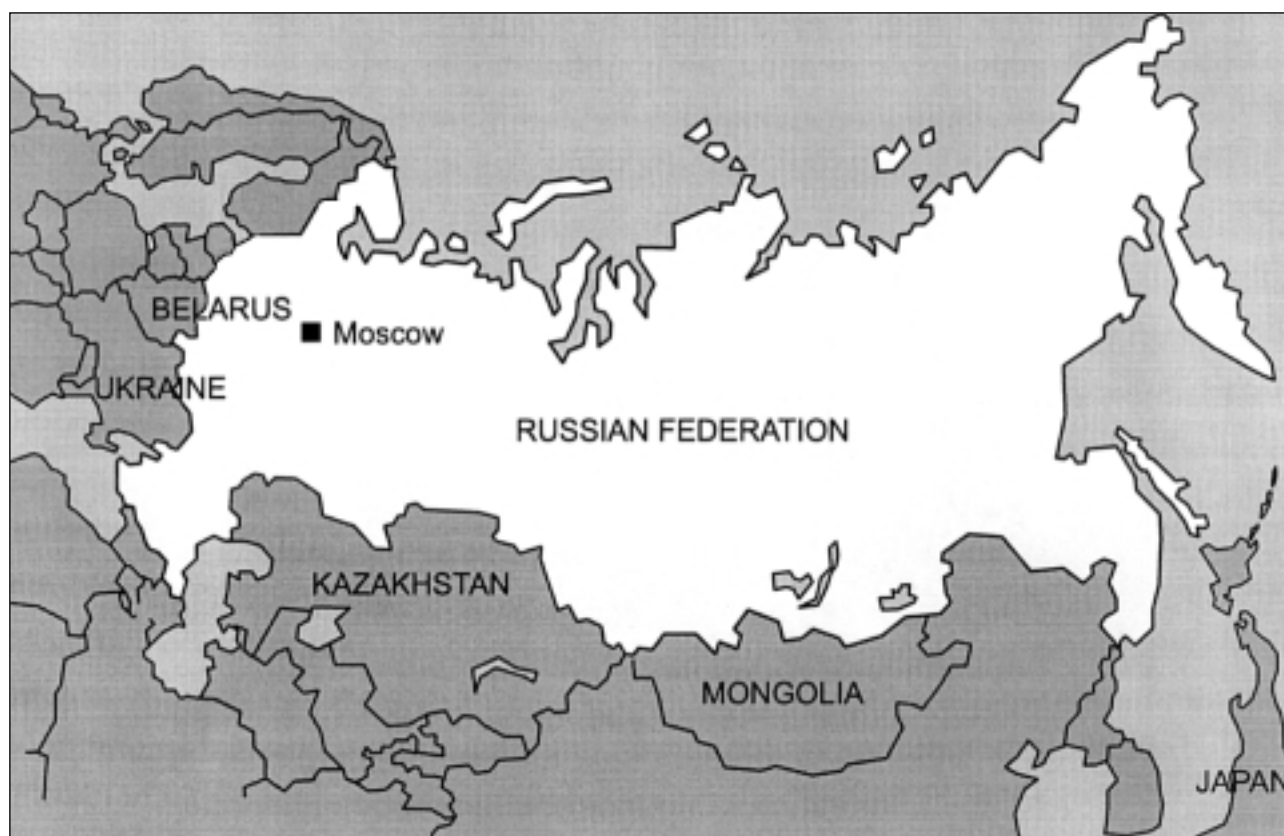 BELARUS
Moscow
UKRAINE
RUSSIAN FEDERATION
KAZAKHSTAN
MONGOLIA
JAPAN